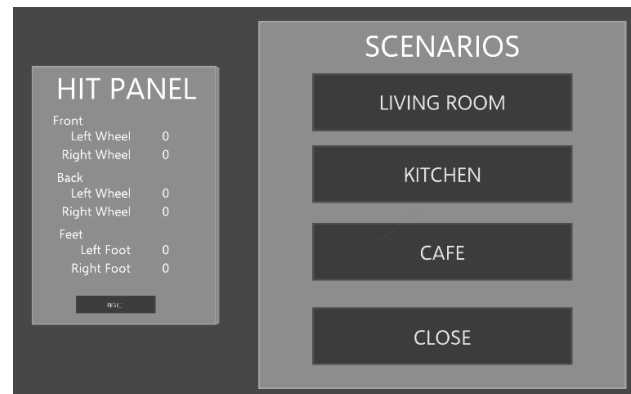 HIT PANEL
Front
Left Wheel 0
Right Wheel 0
Back
Left Wheel 0
Right Wheel 0
Feet
Left Foot 0
Right Foot 0
SCENARIOS
LIVING ROOM
KITCHEN
CAFE
CLOSE